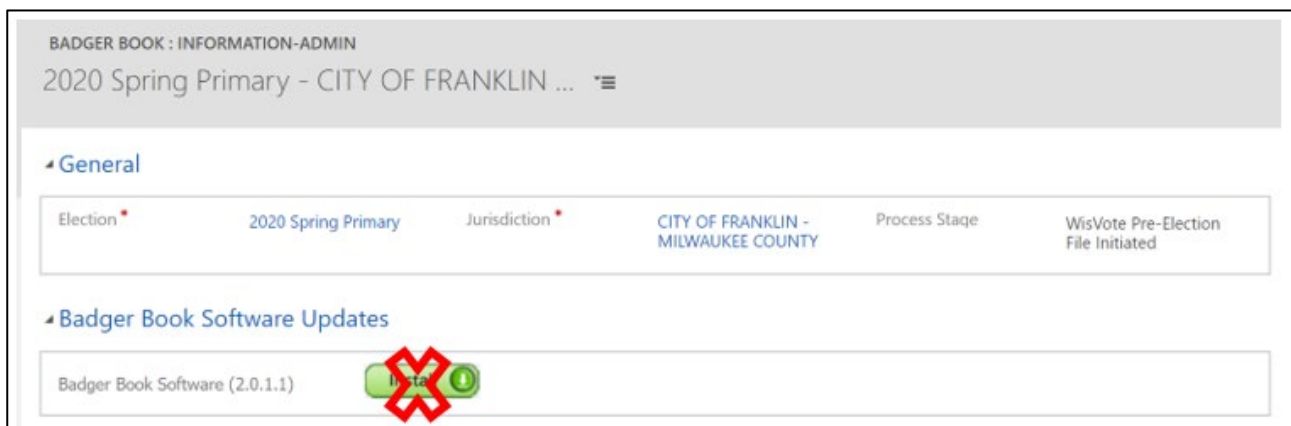 BADGER BOOK : INFORMATION-ADMIN
2020 Spring Primary - CITY OF FRANKLIN ...
General
Election * 2020 Spring Primary Jurisdiction * CITY OF FRANKLIN - Process Stage WisVote Pre-Election
MILWAUKEE COUNTY File Initiated
Badger Book Software Updates
Badger Book Software (2.0.1.1)